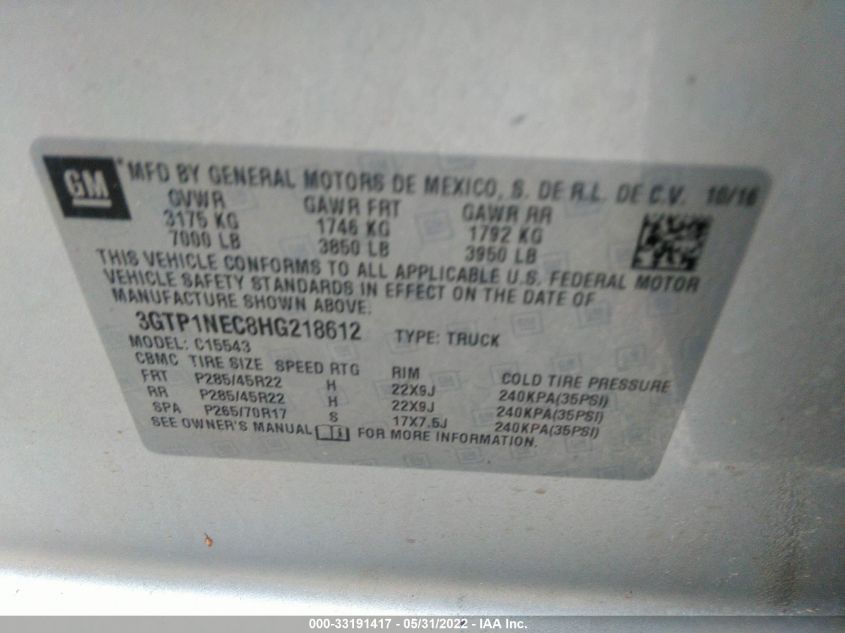 GM
MFD BY GENERAL MOTORS DE MEXICO, S. DE R.L. DE C.V. 10/16
GVWR GAWR FRT GAWR RR
3175 KG 1746 KG 1792 KG
7000 LB 3850 LB 3950 LB
THIS VEHICLE CONFORMS TO ALL APPLICABLE U.S. FEDERAL MOTOR
VEHICLE SAFETY STANDARDS IN EFFECT ON THE DATE OF
MANUFACTURE SHOWN ABOVE.
3GTP1NEC8HG218612 TYPE: TRUCK
MODEL: C15543
CBMC TIRE SIZE SPEED RTG RIM COLD TIRE PRESSURE
FRT P285/45R22 H 22X9J 240KPA(35PSI)
RR P285/45R22 H 22X9J 240KPA(35PSI)
SPA P265/70R17 S 17X7.5J 240KPA(35PSI)
SEE OWNER'S MANUAL FOR MORE INFORMATION.
000-33191417 - 05/31/2022 - IAA Inc.